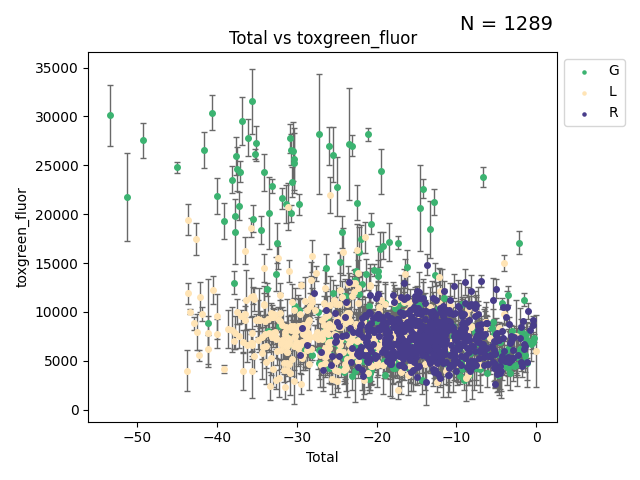 N = 1289
Total vs toxgreen_fluor
G
L
R
toxgreen_fluor
35000
30000
25000
20000
15000
10000
5000
0
−50
−40
−30
−20
−10
0
Total